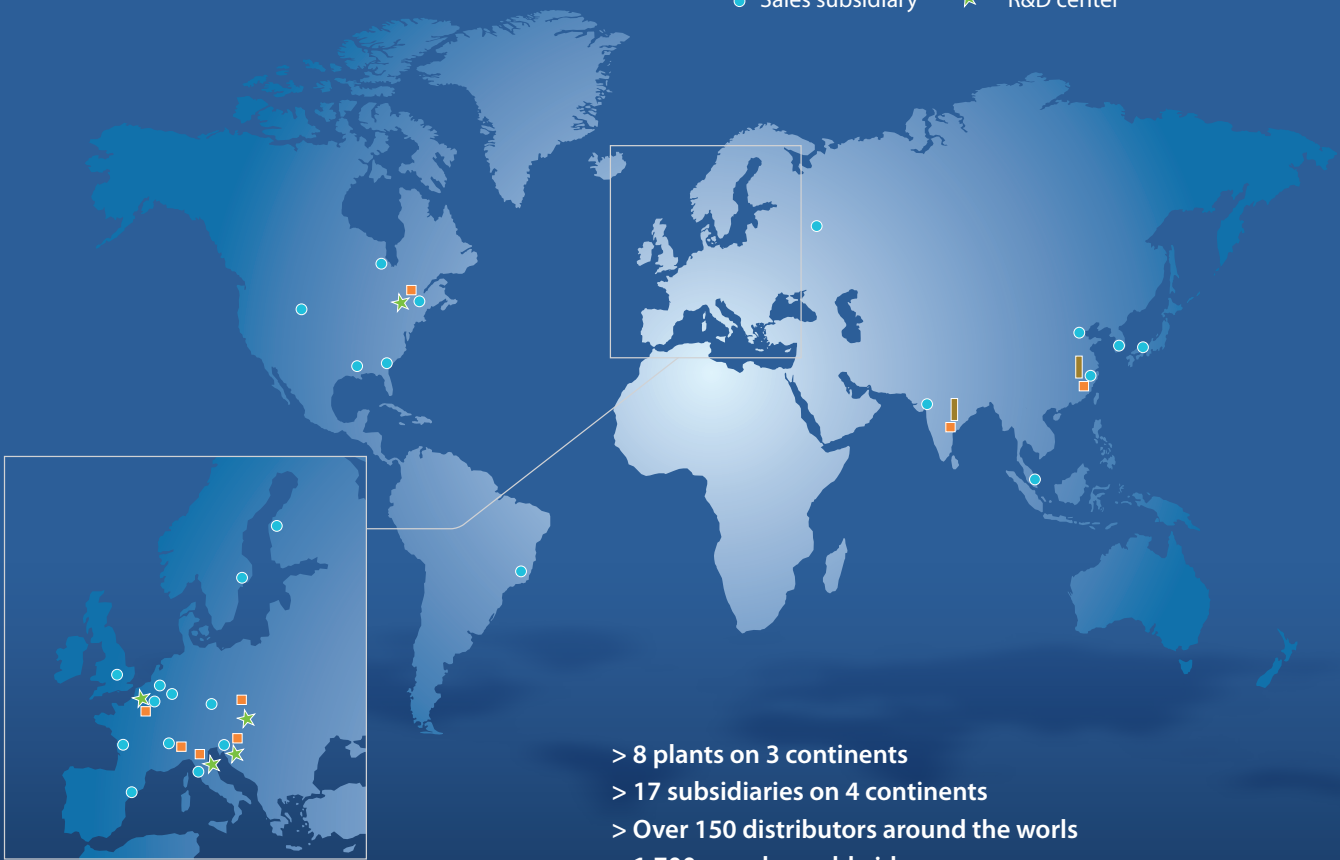 Sales subsidiary R&D center
> 8 plants on 3 continents
> 17 subsidiaries on 4 continents
> Over 150 distributors around the worls